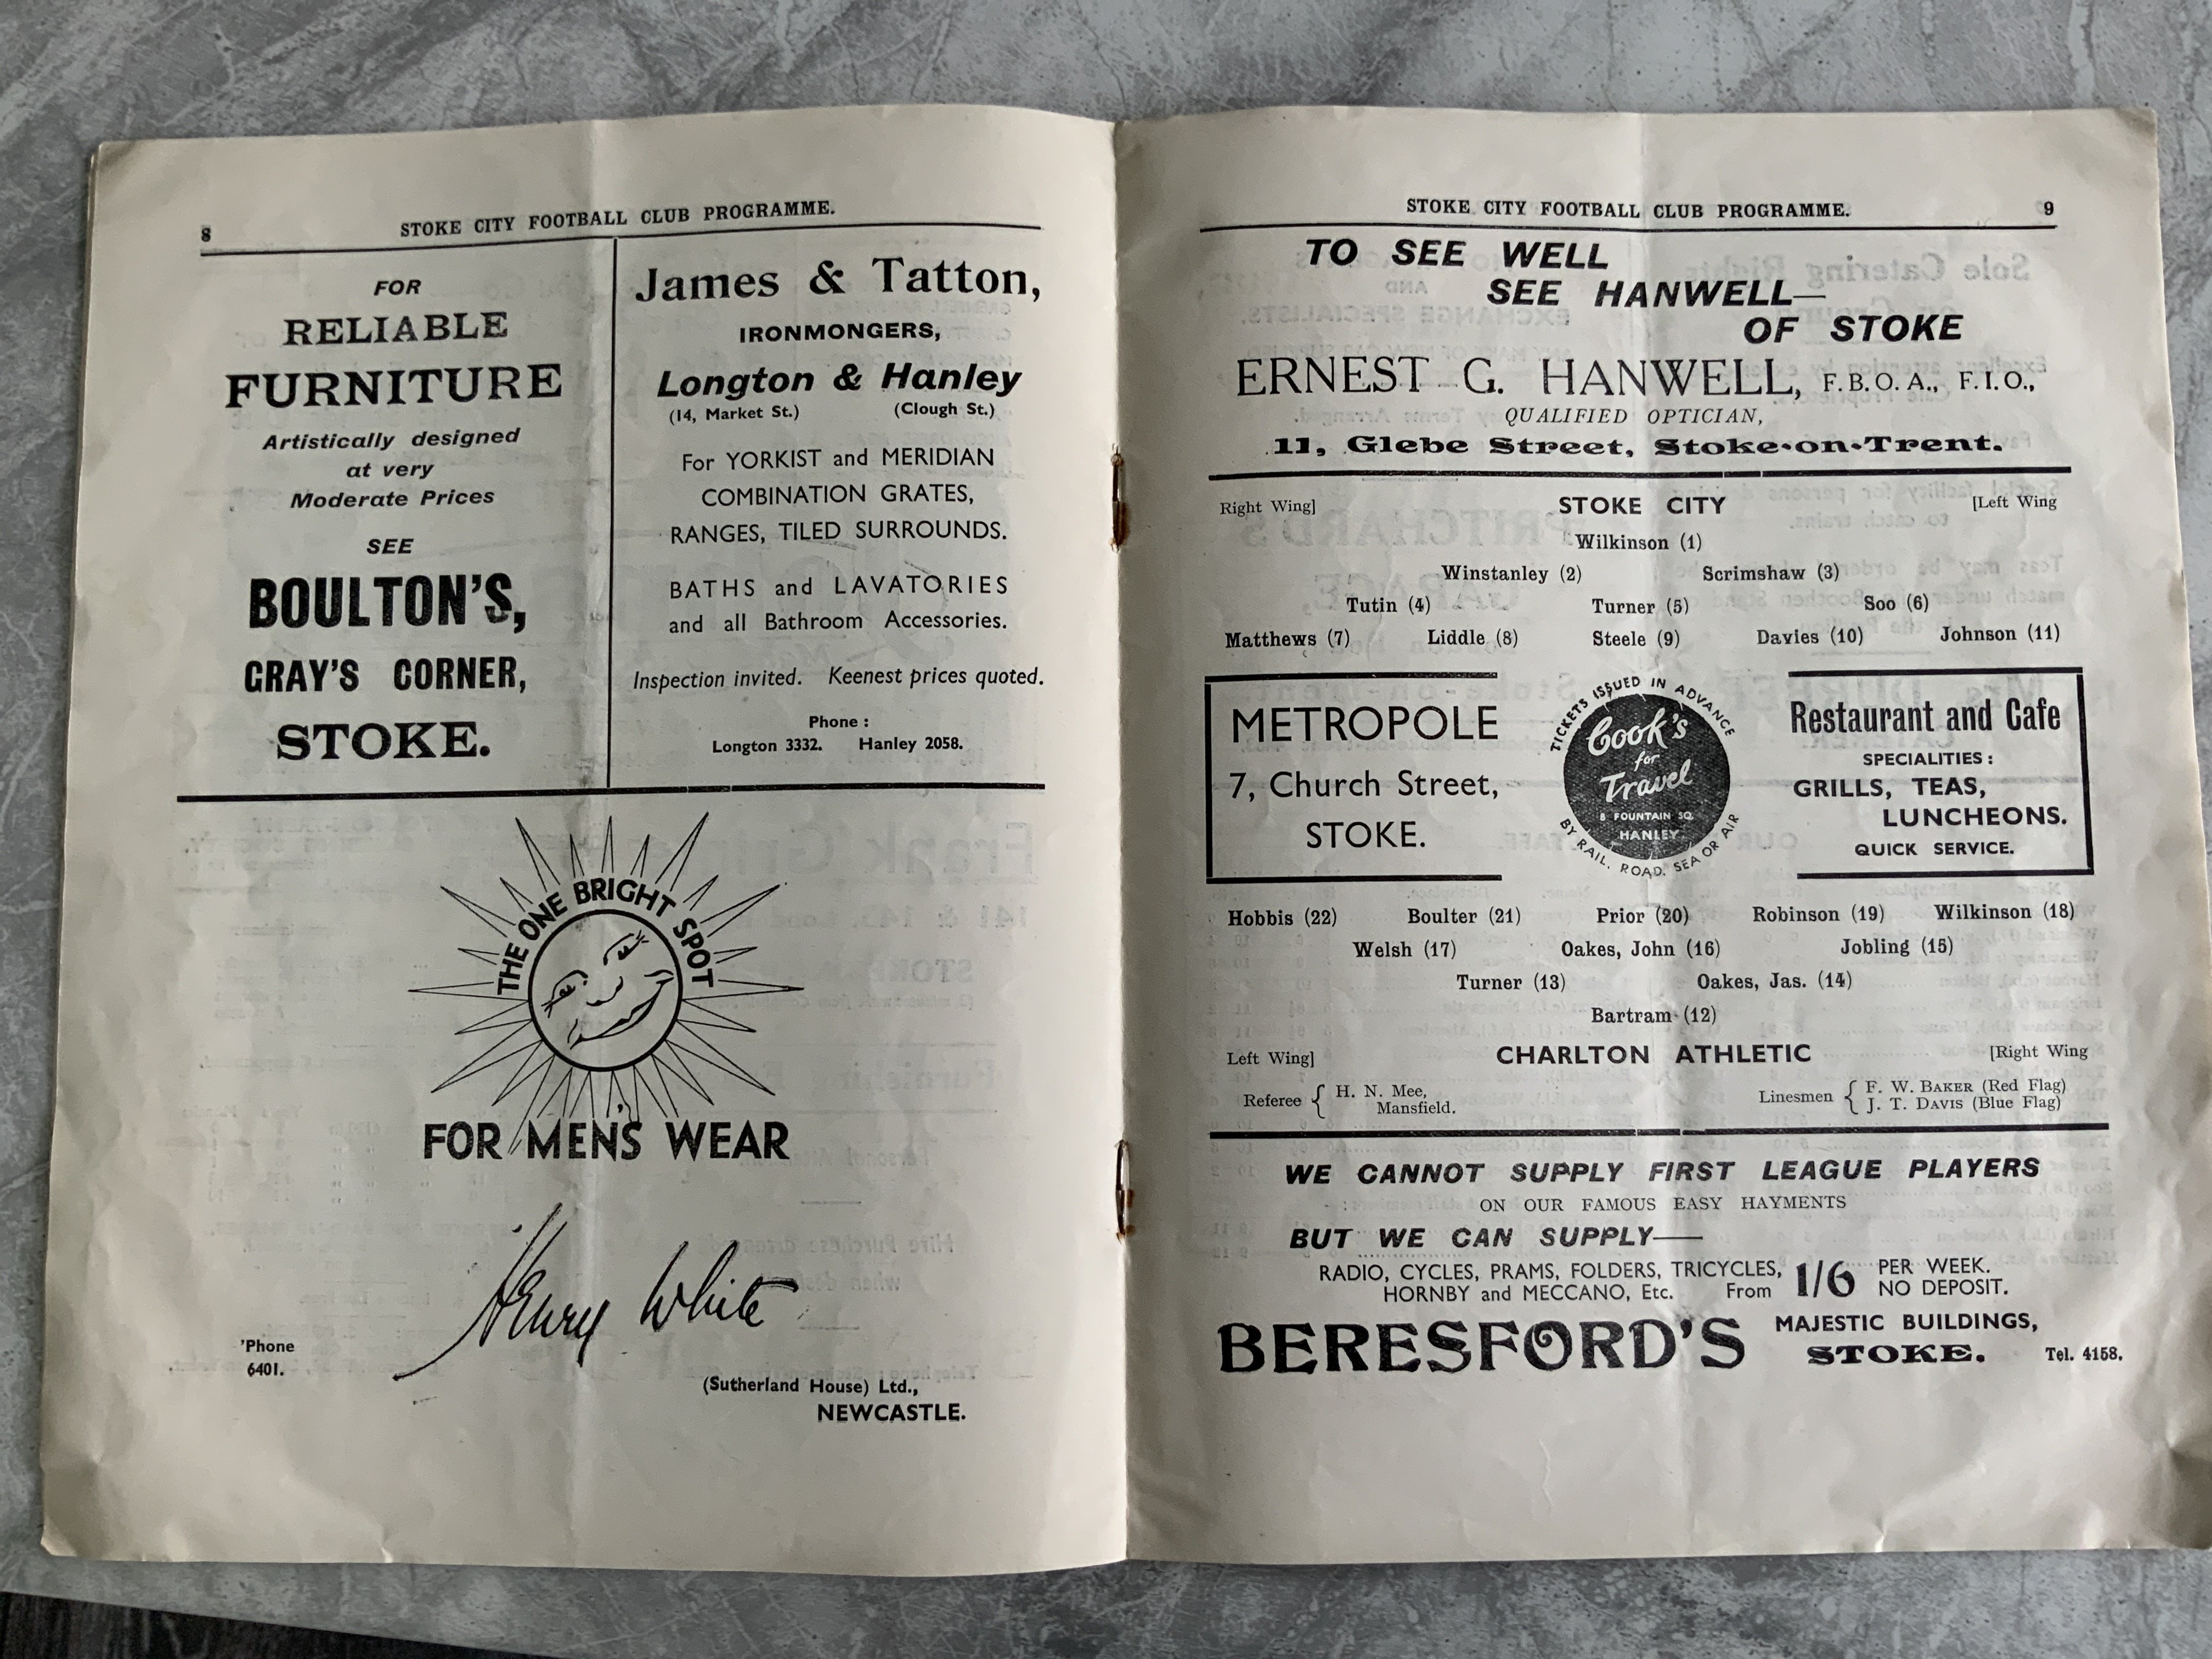 8
STOKE CITY FOOTBALL CLUB PROGRAMME.
FOR
RELIABLE
FURNITURE
Artistically designed
at very
Moderate Prices
SEE
BOULTON'S,
GRAY'S CORNER,
STOKE.
James & Tatton,
IRONMONGERS,
Longton & Hanley
(14, Market St.) (Clough St.)
For YORKIST and MERIDIAN
COMBINATION GRATES,
RANGES, TILED SURROUNDS.
BATHS and LAVATORIES
and all Bathroom Accessories.
Inspection invited. Keenest prices quoted.
Phone :
Longton 3332. Hanley 2058.
THE ONE BRIGHT SPOT
FOR MEN'S WEAR
Henry White
'Phone
6401.
(Sutherland House) Ltd.,
NEWCASTLE.
STOKE CITY FOOTBALL CLUB PROGRAMME. 9
TO SEE WELL
SEE HANWELL—
OF STOKE
ERNEST G. HANWELL, F.B.O.A., F.I.O.,
QUALIFIED OPTICIAN,
11, Glebe Street, Stoke-on-Trent.
Right Wing] STOKE CITY [Left Wing
Wilkinson (1)
Winstanley (2) Scrimshaw (3)
Tutin (4) Turner (5) Soo (6)
Matthews (7) Liddle (8) Steele (9) Davies (10) Johnson (11)
METROPOLE
7, Church Street,
STOKE.
TICKETS ISSUED IN ADVANCE
Cook's
for
Travel
8 FOUNTAIN SQ.
HANLEY
BY RAIL. ROAD. SEA OR AIR
Restaurant and Cafe
SPECIALITIES :
GRILLS, TEAS,
LUNCHEONS.
QUICK SERVICE.
Hobbis (22) Boulter (21) Prior (20) Robinson (19) Wilkinson (18)
Welsh (17) Oakes, John (16) Jobling (15)
Turner (13) Oakes, Jas. (14)
Bartram (12)
Left Wing] CHARLTON ATHLETIC [Right Wing
Referee { H. N. Mee,
Mansfield.
Linesmen { F. W. BAKER (Red Flag)
J. T. DAVIS (Blue Flag)
WE CANNOT SUPPLY FIRST LEAGUE PLAYERS
ON OUR FAMOUS EASY HAYMENTS
BUT WE CAN SUPPLY—
RADIO, CYCLES, PRAMS, FOLDERS, TRICYCLES,
HORNBY and MECCANO, Etc. From 1/6 PER WEEK.
NO DEPOSIT.
BERESFORD'S MAJESTIC BUILDINGS,
STOKE. Tel. 4158.